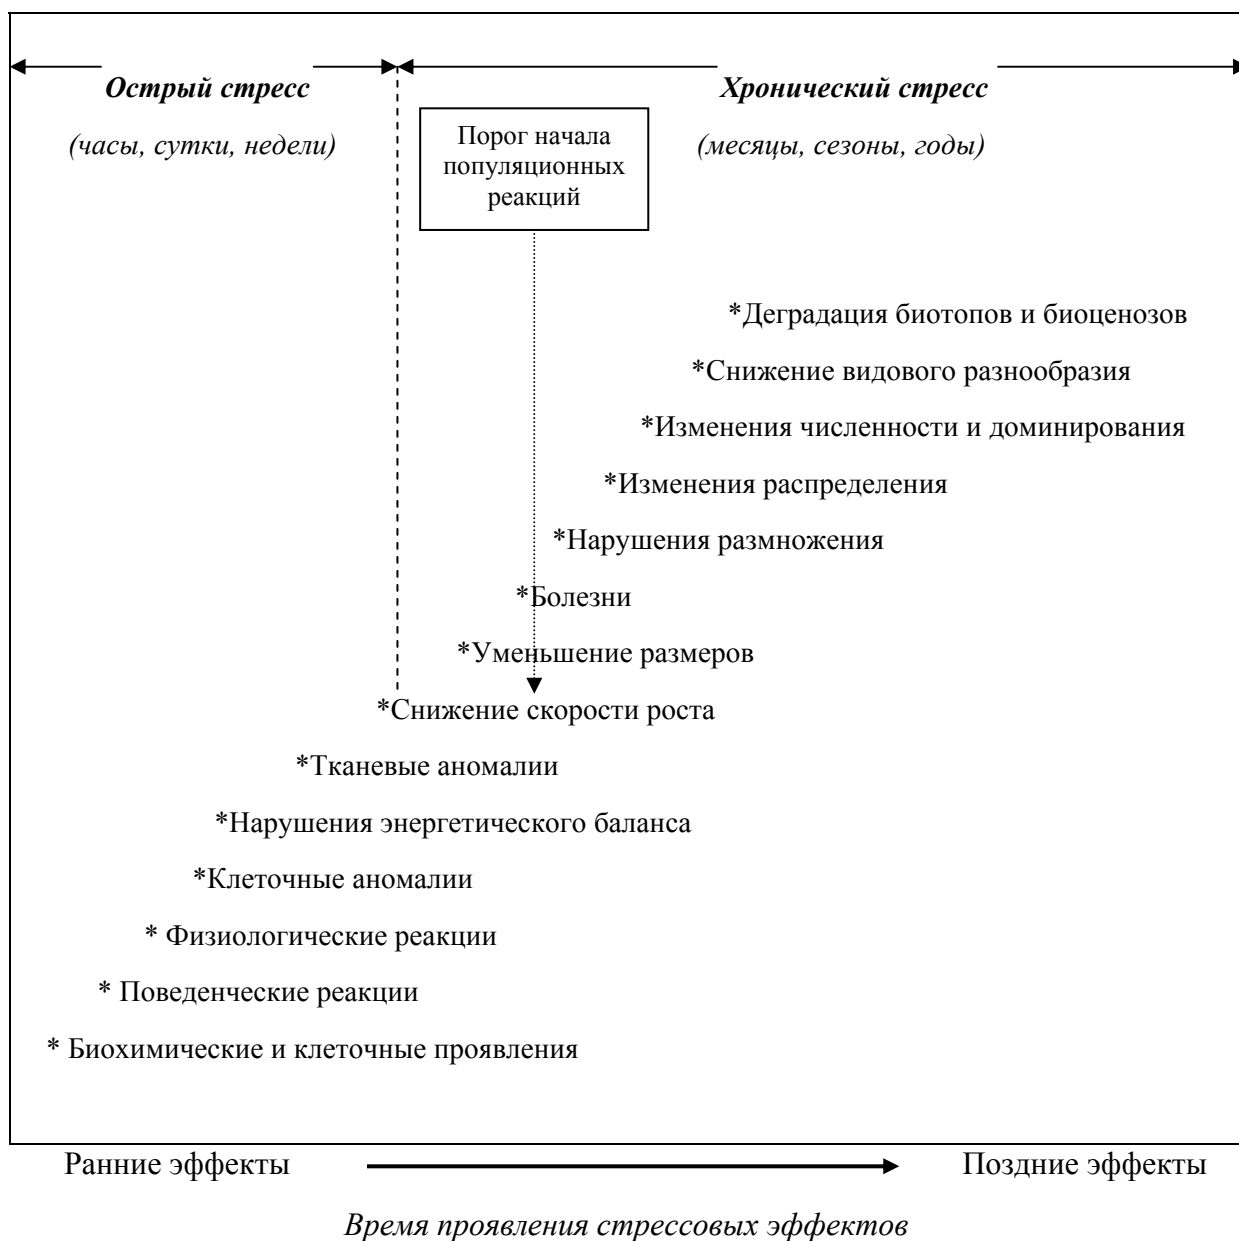 Острый стресс
Хронический стресс
(часы, сутки, недели)
Порог начала
популяционных
реакций
(месяцы, сезоны, годы)
*Деградация биотопов и биоценозов
*Снижение видового разнообразия
*Изменения численности и доминирования
*Изменения распределения
*Нарушения размножения
*Болезни
*Уменьшение размеров
*Снижение скорости роста
*Тканевые аномалии
*Нарушения энергетического баланса
*Клеточные аномалии
* Физиологические реакции
* Поведенческие реакции
* Биохимические и клеточные проявления
Ранние эффекты
Поздние эффекты
Время проявления стрессовых эффектов